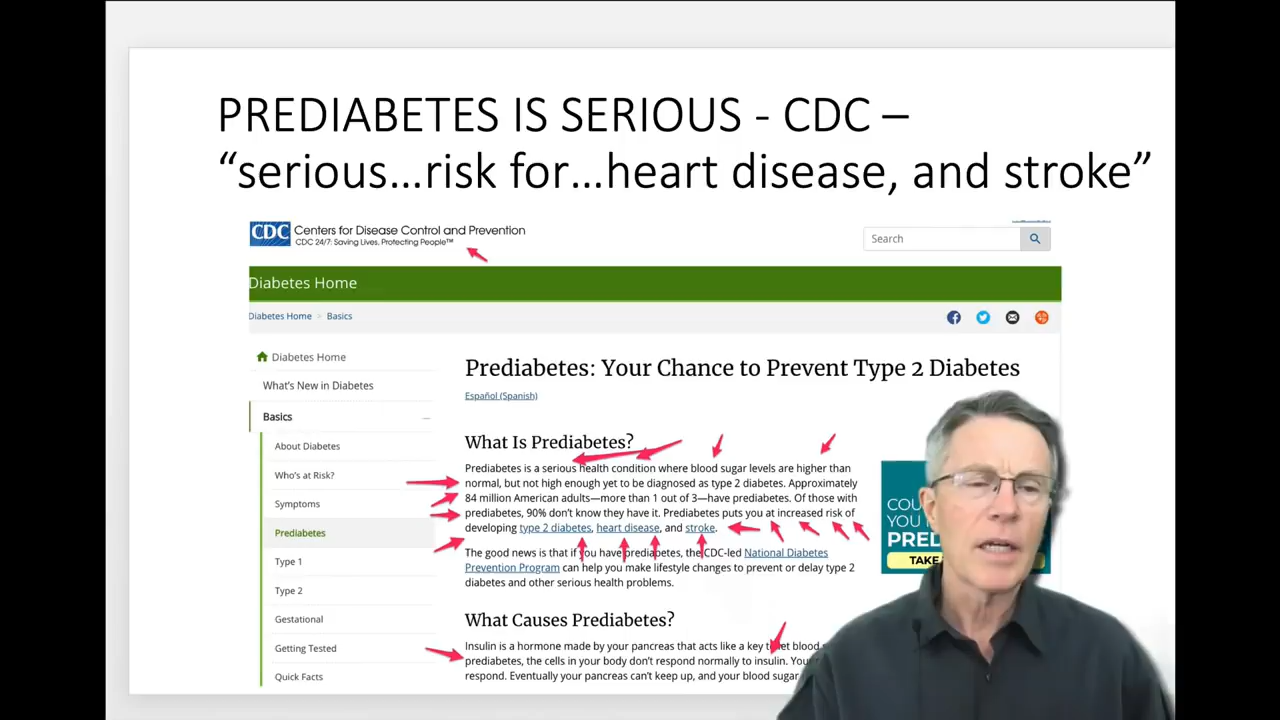 PREDIABETES IS SERIOUS - CDC –
“serious…risk for…heart disease, and stroke”
CDC Centers for Disease Control and Prevention
CDC 24/7: Saving Lives, Protecting People™
Search
Diabetes Home
Diabetes Home > Basics
Diabetes Home
What's New in Diabetes
Basics
About Diabetes
Who's at Risk?
Symptoms
Prediabetes
Type 1
Type 2
Gestational
Getting Tested
Quick Facts
Prediabetes: Your Chance to Prevent Type 2 Diabetes
Español (Spanish)
What Is Prediabetes?
Prediabetes is a serious health condition where blood sugar levels are higher than
normal, but not high enough yet to be diagnosed as type 2 diabetes. Approximately
84 million American adults—more than 1 out of 3—have prediabetes. Of those with
prediabetes, 90% don't know they have it. Prediabetes puts you at increased risk of
developing type 2 diabetes, heart disease, and stroke.
The good news is that if you have prediabetes, the CDC-led National Diabetes
Prevention Program can help you make lifestyle changes to prevent or delay type 2
diabetes and other serious health problems.
What Causes Prediabetes?
Insulin is a hormone made by your pancreas that acts like a key to let blood
prediabetes, the cells in your body don't respond normally to insulin.
respond. Eventually your pancreas can't keep up, and your blood sugar
YOU
PRED
TAKE